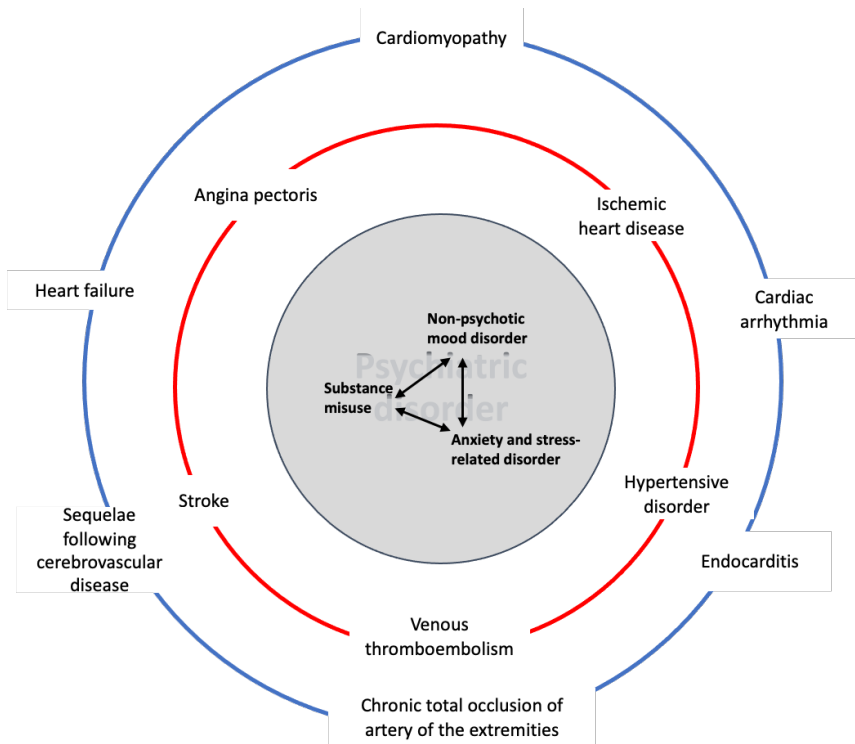 Cardiomyopathy
Angina pectoris
Ischemic
heart disease
Heart failure
Cardiac
arrhythmia
Non-psychotic
mood disorder
Psychiatric
disorder
Substance
misuse
Anxiety and stress-
related disorder
Stroke
Hypertensive
disorder
Sequelae
following
cerebrovascular
disease
Endocarditis
Venous
thromboembolism
Chronic total occlusion of
artery of the extremities